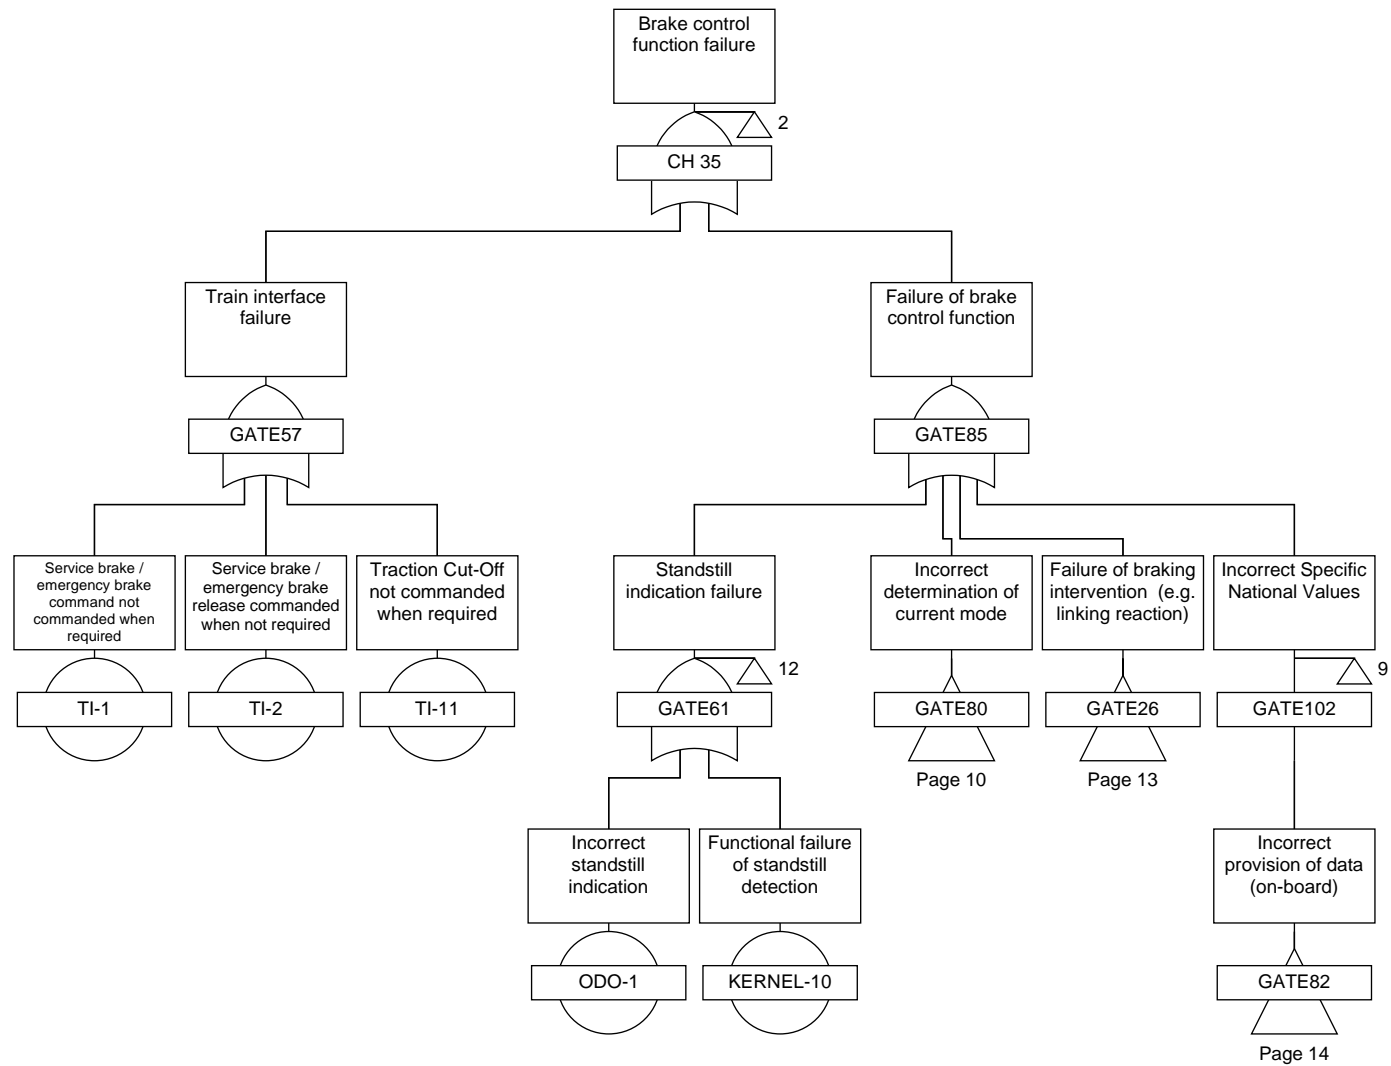 Brake control
function failure
2
CH 35
Train interface
failure
Failure of brake
control function
GATE57
GATE85
Service brake /
emergency brake
command not
commanded when
required
Service brake /
emergency brake
release commanded
when not required
Traction Cut-Off
not commanded
when required
Standstill
indication failure
Incorrect
determination of
current mode
Failure of braking
intervention (e.g.
linking reaction)
Incorrect Specific
National Values
12
9
TI-1
TI-2
TI-11
GATE61
GATE80
GATE26
GATE102
Page 10
Page 13
Incorrect
standstill
indication
Functional failure
of standstill
detection
Incorrect
provision of data
(on-board)
ODO-1
KERNEL-10
GATE82
Page 14